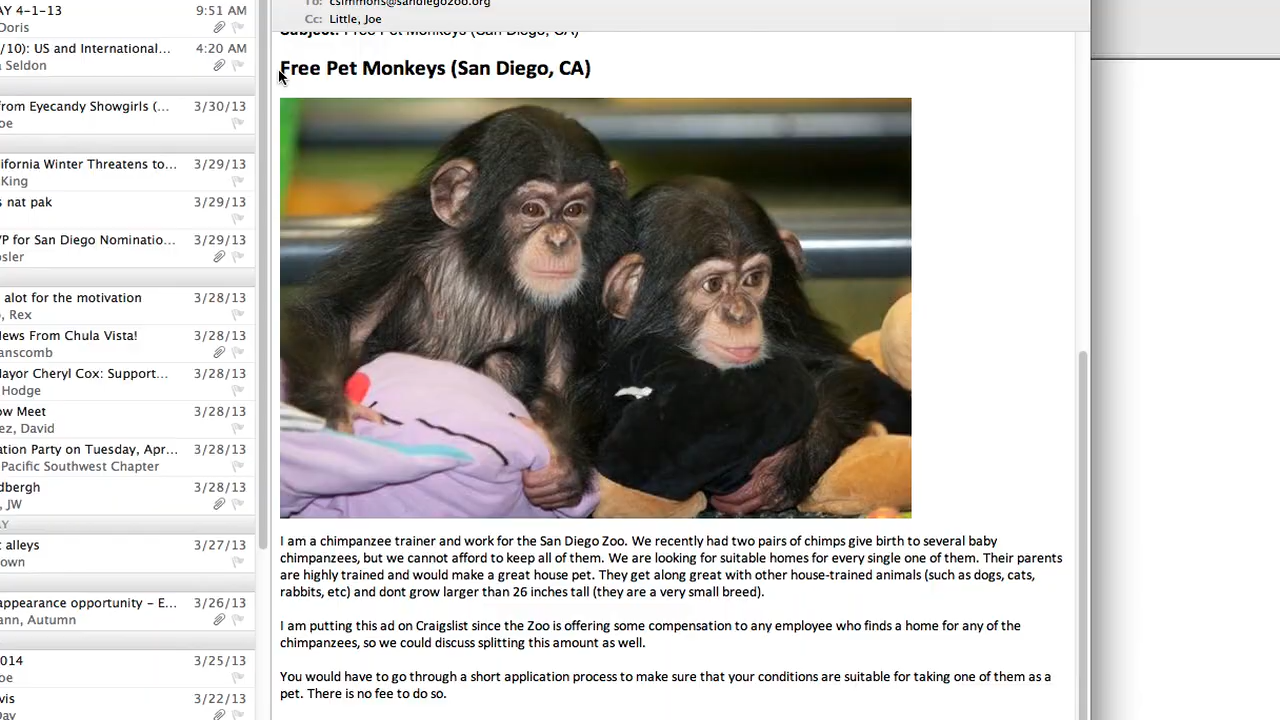 To: csimmons@sandiegozoo.org
Cc: Little, Joe
Subject: Free Pet Monkeys (San Diego, CA)
AY 4-1-13 9:51 AM
Doris
/10): US and International... 4:20 AM
a Seldon
from Eyecandy Showgirls (... 3/30/13
oe
ifornia Winter Threatens to... 3/29/13
King
s nat pak 3/29/13
VP for San Diego Nominatio... 3/29/13
osler
alot for the motivation 3/28/13
o, Rex
News From Chula Vista! 3/28/13
anscomb
Mayor Cheryl Cox: Support... 3/28/13
Hodge
ow Meet 3/28/13
ez, David
ation Party on Tuesday, Apr... 3/28/13
Pacific Southwest Chapter
dbergh 3/28/13
, JW
AY
t alleys 3/27/13
own
appearance opportunity – E... 3/26/13
ann, Autumn
014 3/25/13
oe
vis 3/22/13
Day
Free Pet Monkeys (San Diego, CA)
I am a chimpanzee trainer and work for the San Diego Zoo. We recently had two pairs of chimps give birth to several baby
chimpanzees, but we cannot afford to keep all of them. We are looking for suitable homes for every single one of them. Their parents
are highly trained and would make a great house pet. They get along great with other house-trained animals (such as dogs, cats,
rabbits, etc) and dont grow larger than 26 inches tall (they are a very small breed).
I am putting this ad on Craigslist since the Zoo is offering some compensation to any employee who finds a home for any of the
chimpanzees, so we could discuss splitting this amount as well.
You would have to go through a short application process to make sure that your conditions are suitable for taking one of them as a
pet. There is no fee to do so.